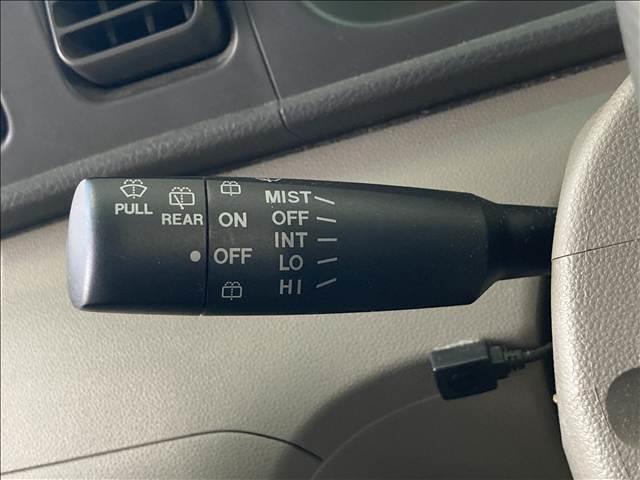 PULL
REAR
ON
OFF
MIST
OFF
INT
LO
HI